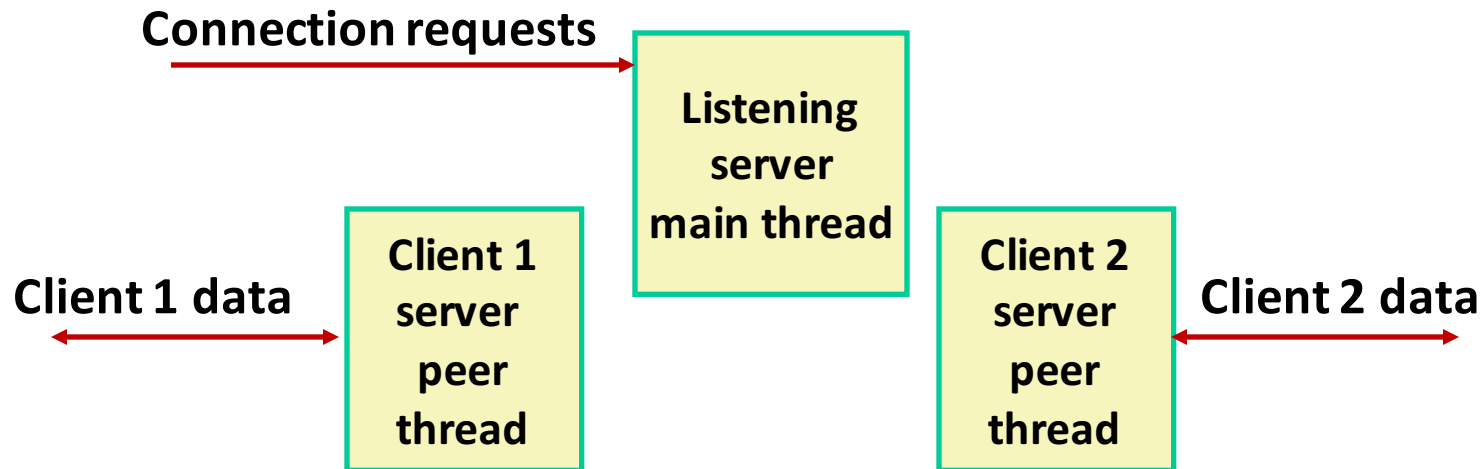 Connection requests
Listening
server
main thread
Client 1 data
Client 1
server
peer
thread
Client 2
server
peer
thread
Client 2 data